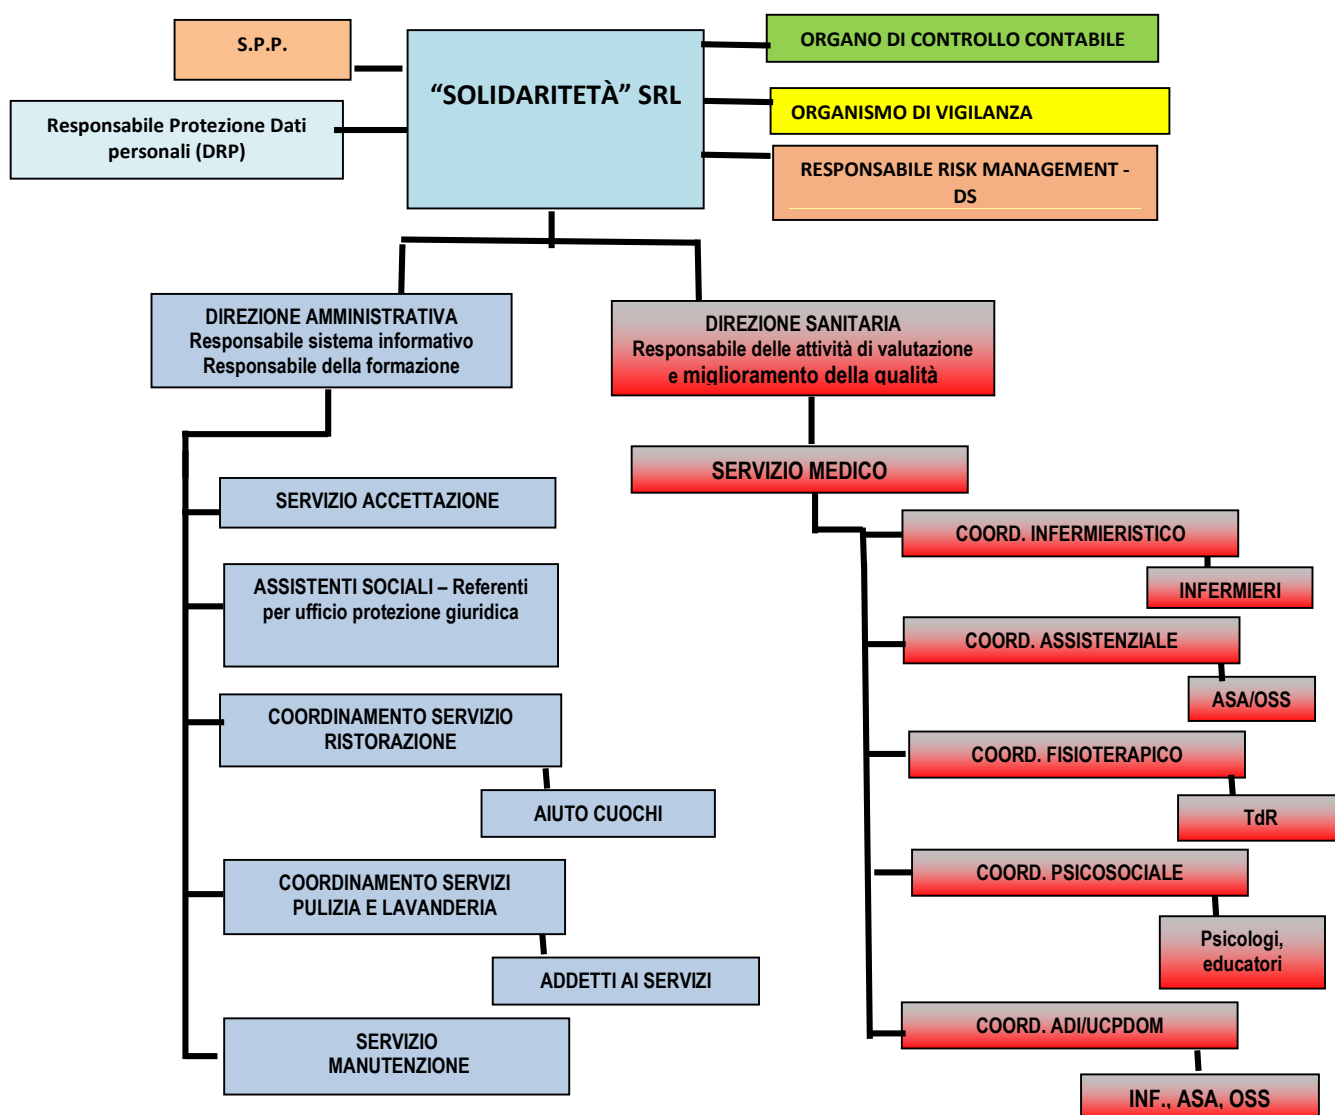 S.P.P.
“SOLIDARITETÀ” SRL
ORGANO DI CONTROLLO CONTABILE
ORGANISMO DI VIGILANZA
Responsabile Protezione Dati
personali (DRP)
RESPONSABILE RISK MANAGEMENT -
DS
DIREZIONE AMMINISTRATIVA
Responsabile sistema informativo
Responsabile della formazione
DIREZIONE SANITARIA
Responsabile delle attività di valutazione
e miglioramento della qualità
SERVIZIO MEDICO
SERVIZIO ACCETTAZIONE
ASSISTENTI SOCIALI – Referenti
per ufficio protezione giuridica
COORDINAMENTO SERVIZIO
RISTORAZIONE
AIUTO CUOCHI
COORDINAMENTO SERVIZI
PULIZIA E LAVANDERIA
ADDETTI AI SERVIZI
SERVIZIO
MANUTENZIONE
COORD. INFERMIERISTICO
INFERMIERI
COORD. ASSISTENZIALE
ASA/OSS
COORD. FISIOTERAPICO
TdR
COORD. PSICOSOCIALE
Psicologi,
educatori
COORD. ADI/UCPDOM
INF., ASA, OSS